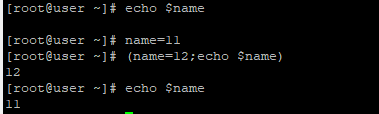 [root@user ~]# echo $name
[root@user ~]# name=11
[root@user ~]# (name=12;echo $name)
12
[root@user ~]# echo $name
11